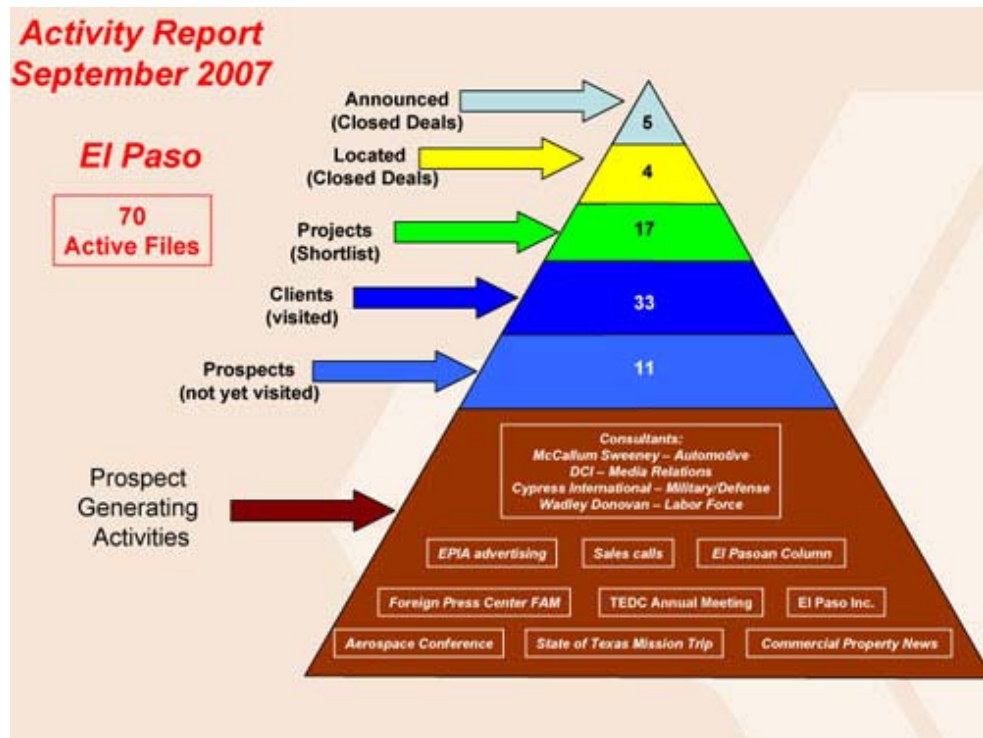 Activity Report
September 2007
El Paso
70
Active Files
Announced
(Closed Deals)
5
Located
(Closed Deals)
4
Projects
(Shortlist)
17
Clients
(visited)
33
Prospects
(not yet visited)
11
Prospect
Generating
Activities
Consultants:
McCallum Sweeney – Automotive
DCI – Media Relations
Cypress International – Military/Defense
Wadley Donovan – Labor Force
EPIA advertising
Sales calls
El Pasoan Column
Foreign Press Center FAM
TEDC Annual Meeting
El Paso Inc.
Aerospace Conference
State of Texas Mission Trip
Commercial Property News